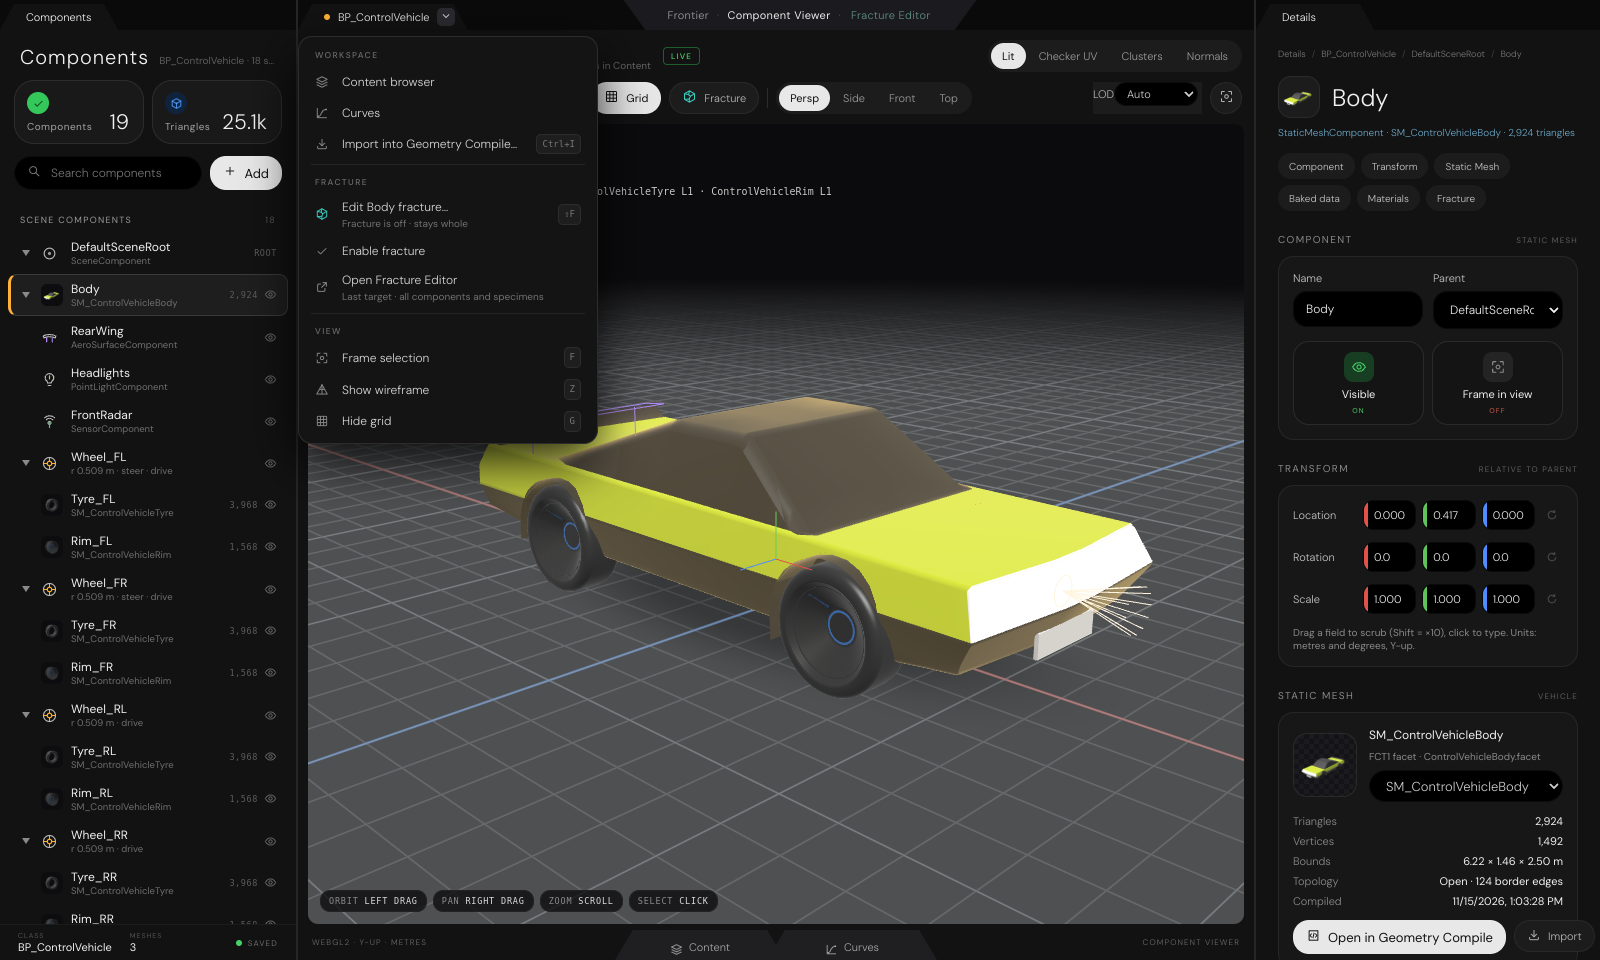 Components
BP_ControlVehicle
Frontier · Component Viewer · Fracture Editor
Details
Components BP_ControlVehicle · 18 s...
Components 19
Triangles 25.1k
Search components
+ Add
SCENE COMPONENTS 18
DefaultSceneRoot
SceneComponent
ROOT
Body
SM_ControlVehicleBody
2,924
RearWing
AeroSurfaceComponent
Headlights
PointLightComponent
FrontRadar
SensorComponent
Wheel_FL
r 0.509 m · steer · drive
Tyre_FL
SM_ControlVehicleTyre
3,968
Rim_FL
SM_ControlVehicleRim
1,568
Wheel_FR
r 0.509 m · steer · drive
Tyre_FR
SM_ControlVehicleTyre
3,968
Rim_FR
SM_ControlVehicleRim
1,568
Wheel_RL
r 0.509 m · drive
Tyre_RL
SM_ControlVehicleTyre
3,968
Rim_RL
SM_ControlVehicleRim
1,568
Wheel_RR
r 0.509 m · drive
Tyre_RR
SM_ControlVehicleTyre
3,968
Rim_RR
1,568
CLASS
BP_ControlVehicle
MESHES
3
SAVED
WORKSPACE
Content browser
Curves
Import into Geometry Compile… Ctrl+I
FRACTURE
Edit Body fracture…
Fracture is off · stays whole
⇧F
Enable fracture
Open Fracture Editor
Last target · all components and specimens
VIEW
Frame selection F
Show wireframe Z
Hide grid G
s in Content
LIVE
Lit Checker UV Clusters Normals
Grid
Fracture
Persp Side Front Top
LOD Auto
olVehicleTyre L1 · ControlVehicleRim L1
ORBIT LEFT DRAG
PAN RIGHT DRAG
ZOOM SCROLL
SELECT CLICK
WEBGL2 · Y-UP · METRES
Content
Curves
COMPONENT VIEWER
Details / BP_ControlVehicle / DefaultSceneRoot / Body
Body
StaticMeshComponent · SM_ControlVehicleBody · 2,924 triangles
Component Transform Static Mesh
Baked data Materials Fracture
COMPONENT STATIC MESH
Name Parent
Body DefaultSceneRc
Visible
ON
Frame in view
OFF
TRANSFORM RELATIVE TO PARENT
Location 0.000 0.417 0.000
Rotation 0.0 0.0 0.0
Scale 1.000 1.000 1.000
Drag a field to scrub (Shift = ×10), click to type. Units:
metres and degrees, Y-up.
STATIC MESH VEHICLE
SM_ControlVehicleBody
FCT1 facet · ControlVehicleBody.facet
SM_ControlVehicleBody
Triangles 2,924
Vertices 1,492
Bounds 6.22 × 1.46 × 2.50 m
Topology Open · 124 border edges
Compiled 11/15/2026, 1:03:28 PM
Open in Geometry Compile
Import